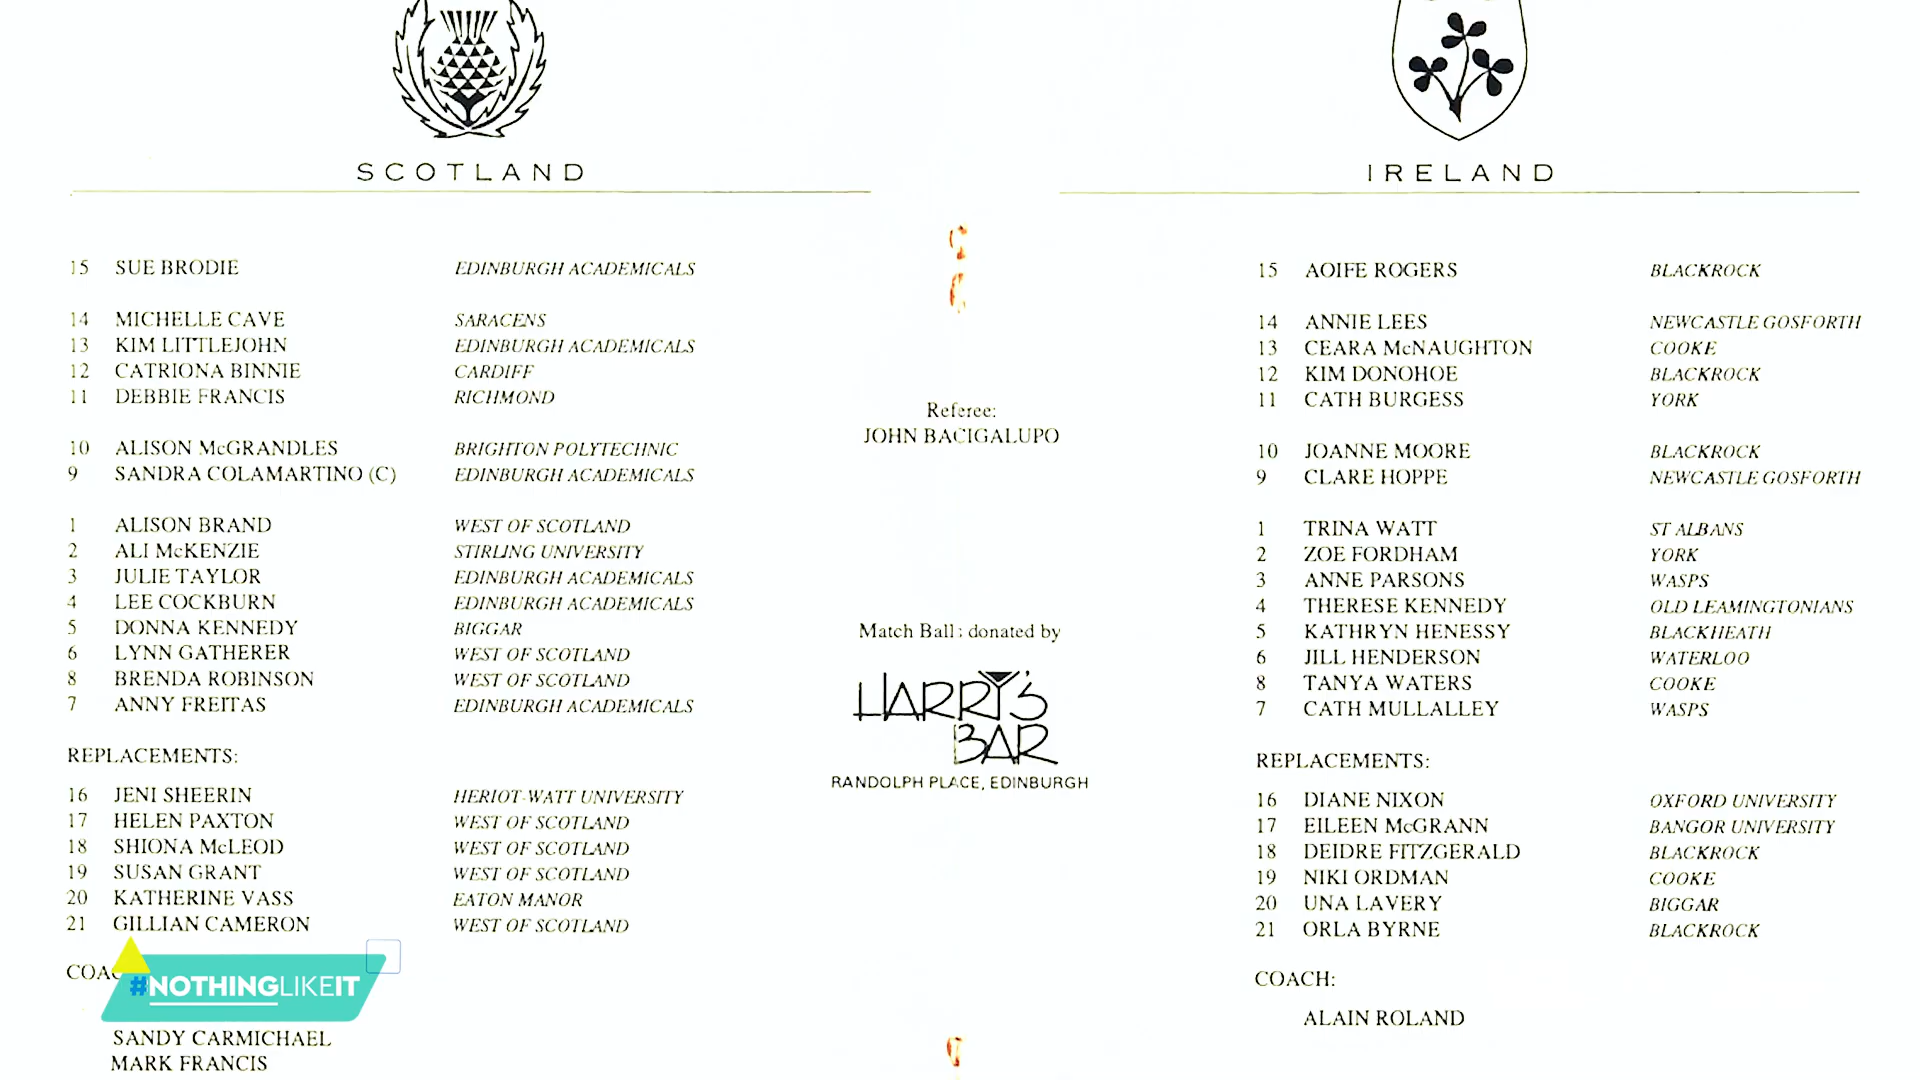 SCOTLAND
15 SUE BRODIE EDINBURGH ACADEMICALS
14 MICHELLE CAVE SARACENS
13 KIM LITTLEJOHN EDINBURGH ACADEMICALS
12 CATRIONA BINNIE CARDIFF
11 DEBBIE FRANCIS RICHMOND
10 ALISON McGRANDLES BRIGHTON POLYTECHNIC
9 SANDRA COLAMARTINO (C) EDINBURGH ACADEMICALS
1 ALISON BRAND WEST OF SCOTLAND
2 ALI McKENZIE STIRLING UNIVERSITY
3 JULIE TAYLOR EDINBURGH ACADEMICALS
4 LEE COCKBURN EDINBURGH ACADEMICALS
5 DONNA KENNEDY BIGGAR
6 LYNN GATHERER WEST OF SCOTLAND
8 BRENDA ROBINSON WEST OF SCOTLAND
7 ANNY FREITAS EDINBURGH ACADEMICALS
REPLACEMENTS:
16 JENI SHEERIN HERIOT-WATT UNIVERSITY
17 HELEN PAXTON WEST OF SCOTLAND
18 SHIONA McLEOD WEST OF SCOTLAND
19 SUSAN GRANT WEST OF SCOTLAND
20 KATHERINE VASS EATON MANOR
21 GILLIAN CAMERON WEST OF SCOTLAND
#NOTHINGLIKEIT
SANDY CARMICHAEL
MARK FRANCIS
Referee:
JOHN BACIGALUPO
Match Ball: donated by
HARRY'S
BAR
RANDOLPH PLACE, EDINBURGH
IRELAND
15 AOIFE ROGERS BLACKROCK
14 ANNIE LEES NEWCASTLE GOSFORTH
13 CEARA McNAUGHTON COOKE
12 KIM DONOHOE BLACKROCK
11 CATH BURGESS YORK
10 JOANNE MOORE BLACKROCK
9 CLARE HOPPE NEWCASTLE GOSFORTH
1 TRINA WATT ST ALBANS
2 ZOE FORDHAM YORK
3 ANNE PARSONS WASPS
4 THERESE KENNEDY OLD LEAMINGTONIANS
5 KATHRYN HENESSY BLACKHEATH
6 JILL HENDERSON WATERLOO
8 TANYA WATERS COOKE
7 CATH MULLALLEY WASPS
REPLACEMENTS:
16 DIANE NIXON OXFORD UNIVERSITY
17 EILEEN McGRANN BANGOR UNIVERSITY
18 DEIDRE FITZGERALD BLACKROCK
19 NIKI ORDMAN COOKE
20 UNA LAVERY BIGGAR
21 ORLA BYRNE BLACKROCK
COACH:
ALAIN ROLAND